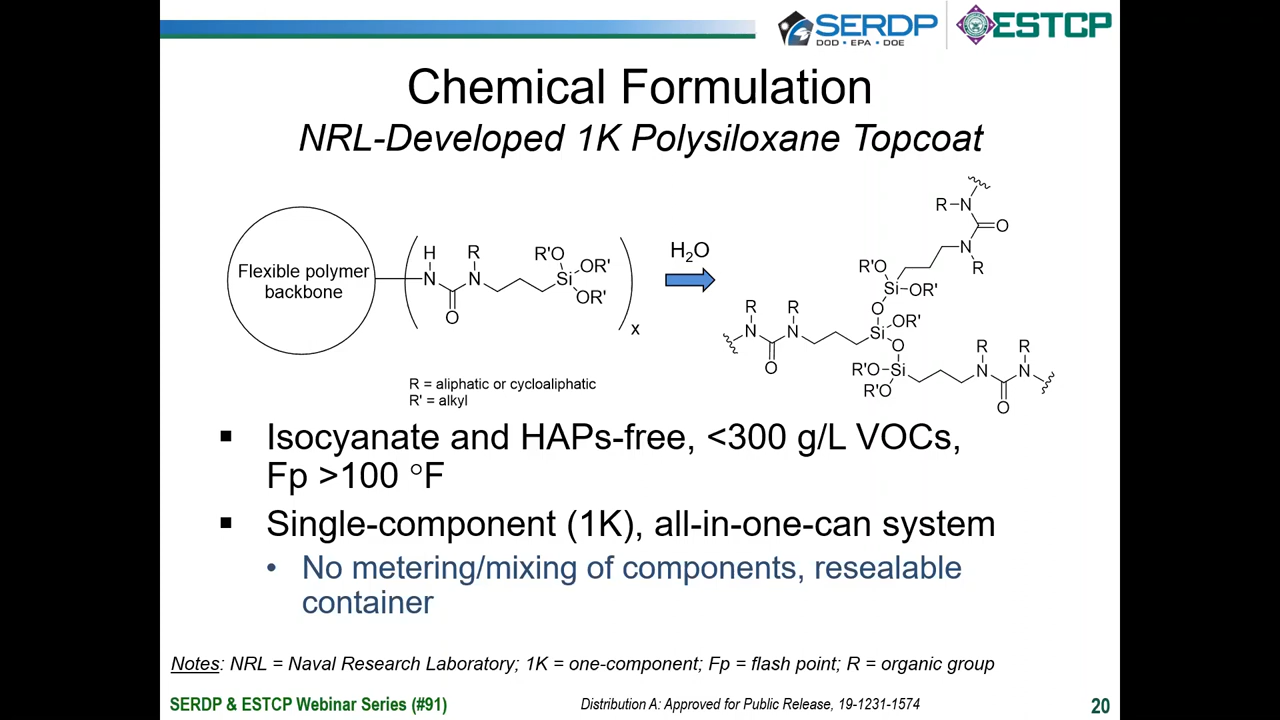 SERDP
DOD • EPA • DOE
ESTCP
Chemical Formulation
NRL-Developed 1K Polysiloxane Topcoat
Flexible polymer
backbone
H
N
O
R
N
R'O
OR'
Si
OR'
x
H₂O
R
N
O
R
N
Si
OR'
O
O
R'O
Si
OR'
R–N
O
N
R
R'O
Si
R'O
R
N
O
R
N
R = aliphatic or cycloaliphatic
R' = alkyl
▪ Isocyanate and HAPs-free, <300 g/L VOCs,
Fp >100 °F
▪ Single-component (1K), all-in-one-can system
• No metering/mixing of components, resealable
container
Notes: NRL = Naval Research Laboratory; 1K = one-component; Fp = flash point; R = organic group
SERDP & ESTCP Webinar Series (#91)
Distribution A: Approved for Public Release, 19-1231-1574
20